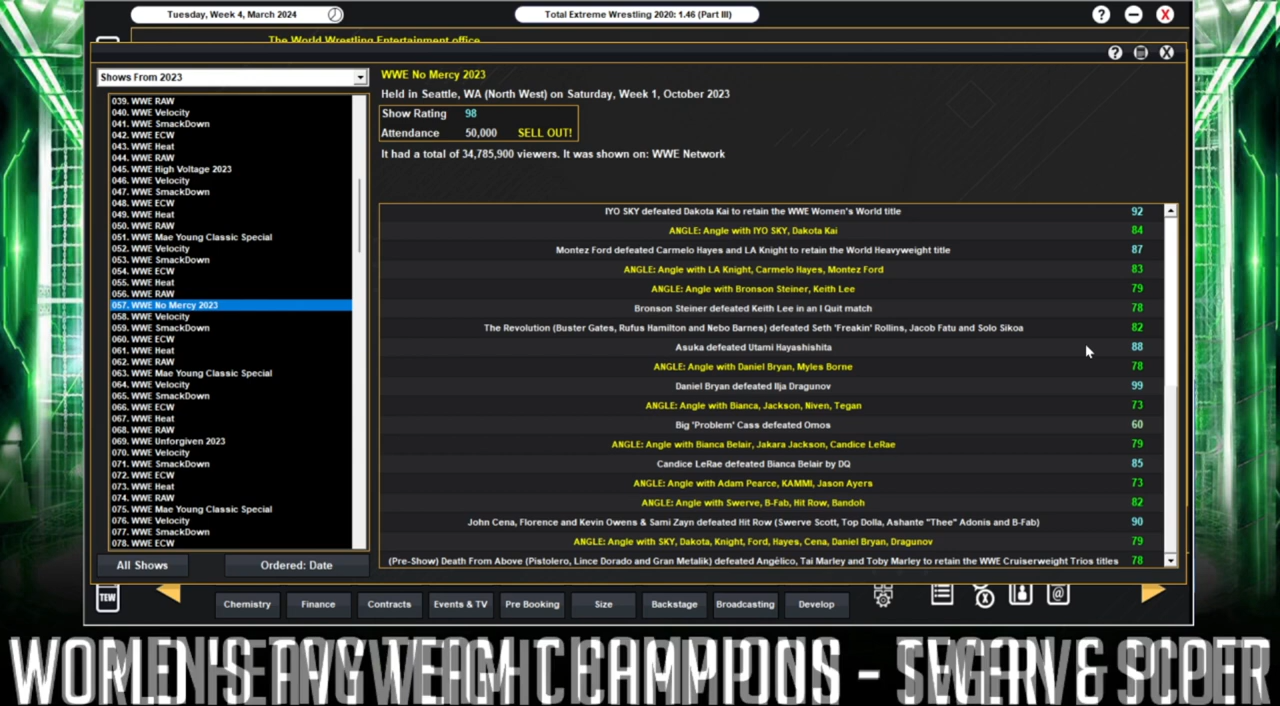 Tuesday, Week 4, March 2024
Total Extreme Wrestling 2020: 1.46 (Part III)
? X
The World Wrestling Entertainment office
? X
Shows From 2023
039. WWE RAW
040. WWE Velocity
041. WWE SmackDown
042. WWE ECW
043. WWE Heat
044. WWE RAW
045. WWE High Voltage 2023
046. WWE Velocity
047. WWE SmackDown
048. WWE ECW
049. WWE Heat
050. WWE RAW
051. WWE Mae Young Classic Special
052. WWE Velocity
053. WWE SmackDown
054. WWE ECW
055. WWE Heat
056. WWE RAW
057. WWE No Mercy 2023
058. WWE Velocity
059. WWE SmackDown
060. WWE ECW
061. WWE Heat
062. WWE RAW
063. WWE Mae Young Classic Special
064. WWE Velocity
065. WWE SmackDown
066. WWE ECW
067. WWE Heat
068. WWE RAW
069. WWE Unforgiven 2023
070. WWE Velocity
071. WWE SmackDown
072. WWE ECW
073. WWE Heat
074. WWE RAW
075. WWE Mae Young Classic Special
076. WWE Velocity
077. WWE SmackDown
078. WWE ECW
All Shows
Ordered: Date
WWE No Mercy 2023
Held in Seattle, WA (North West) on Saturday, Week 1, October 2023
Show Rating 98
Attendance 50,000 SELL OUT!
It had a total of 34,785,900 viewers. It was shown on: WWE Network
IYO SKY defeated Dakota Kai to retain the WWE Women's World title 92
ANGLE: Angle with IYO SKY, Dakota Kai 84
Montez Ford defeated Carmelo Hayes and LA Knight to retain the World Heavyweight title 87
ANGLE: Angle with LA Knight, Carmelo Hayes, Montez Ford 83
ANGLE: Angle with Bronson Steiner, Keith Lee 79
Bronson Steiner defeated Keith Lee in an I Quit match 78
The Revolution (Buster Gates, Rufus Hamilton and Nebo Barnes) defeated Seth 'Freakin' Rollins, Jacob Fatu and Solo Sikoa 82
Asuka defeated Utami Hayashishita 88
ANGLE: Angle with Daniel Bryan, Myles Borne 78
Daniel Bryan defeated Ilja Dragunov 99
ANGLE: Angle with Bianca, Jackson, Niven, Tegan 73
Big 'Problem' Cass defeated Omos 60
ANGLE: Angle with Bianca Belair, Jakara Jackson, Candice LeRae 79
Candice LeRae defeated Bianca Belair by DQ 85
ANGLE: Angle with Adam Pearce, KAMMI, Jason Ayers 73
ANGLE: Angle with Swerve, B-Fab, Hit Row, Bandoh 82
John Cena, Florence and Kevin Owens & Sami Zayn defeated Hit Row (Swerve Scott, Top Dolla, Ashante "Thee" Adonis and B-Fab) 90
ANGLE: Angle with SKY, Dakota, Knight, Ford, Hayes, Cena, Daniel Bryan, Dragunov 79
(Pre-Show) Death From Above (Pistolero, Lince Dorado and Gran Metalik) defeated Angélico, Tai Marley and Toby Marley to retain the WWE Cruiserweight Trios titles 78
TEW
Chemistry Finance Contracts Events & TV Pre Booking Size Backstage Broadcasting Develop
CHAMPIONS -